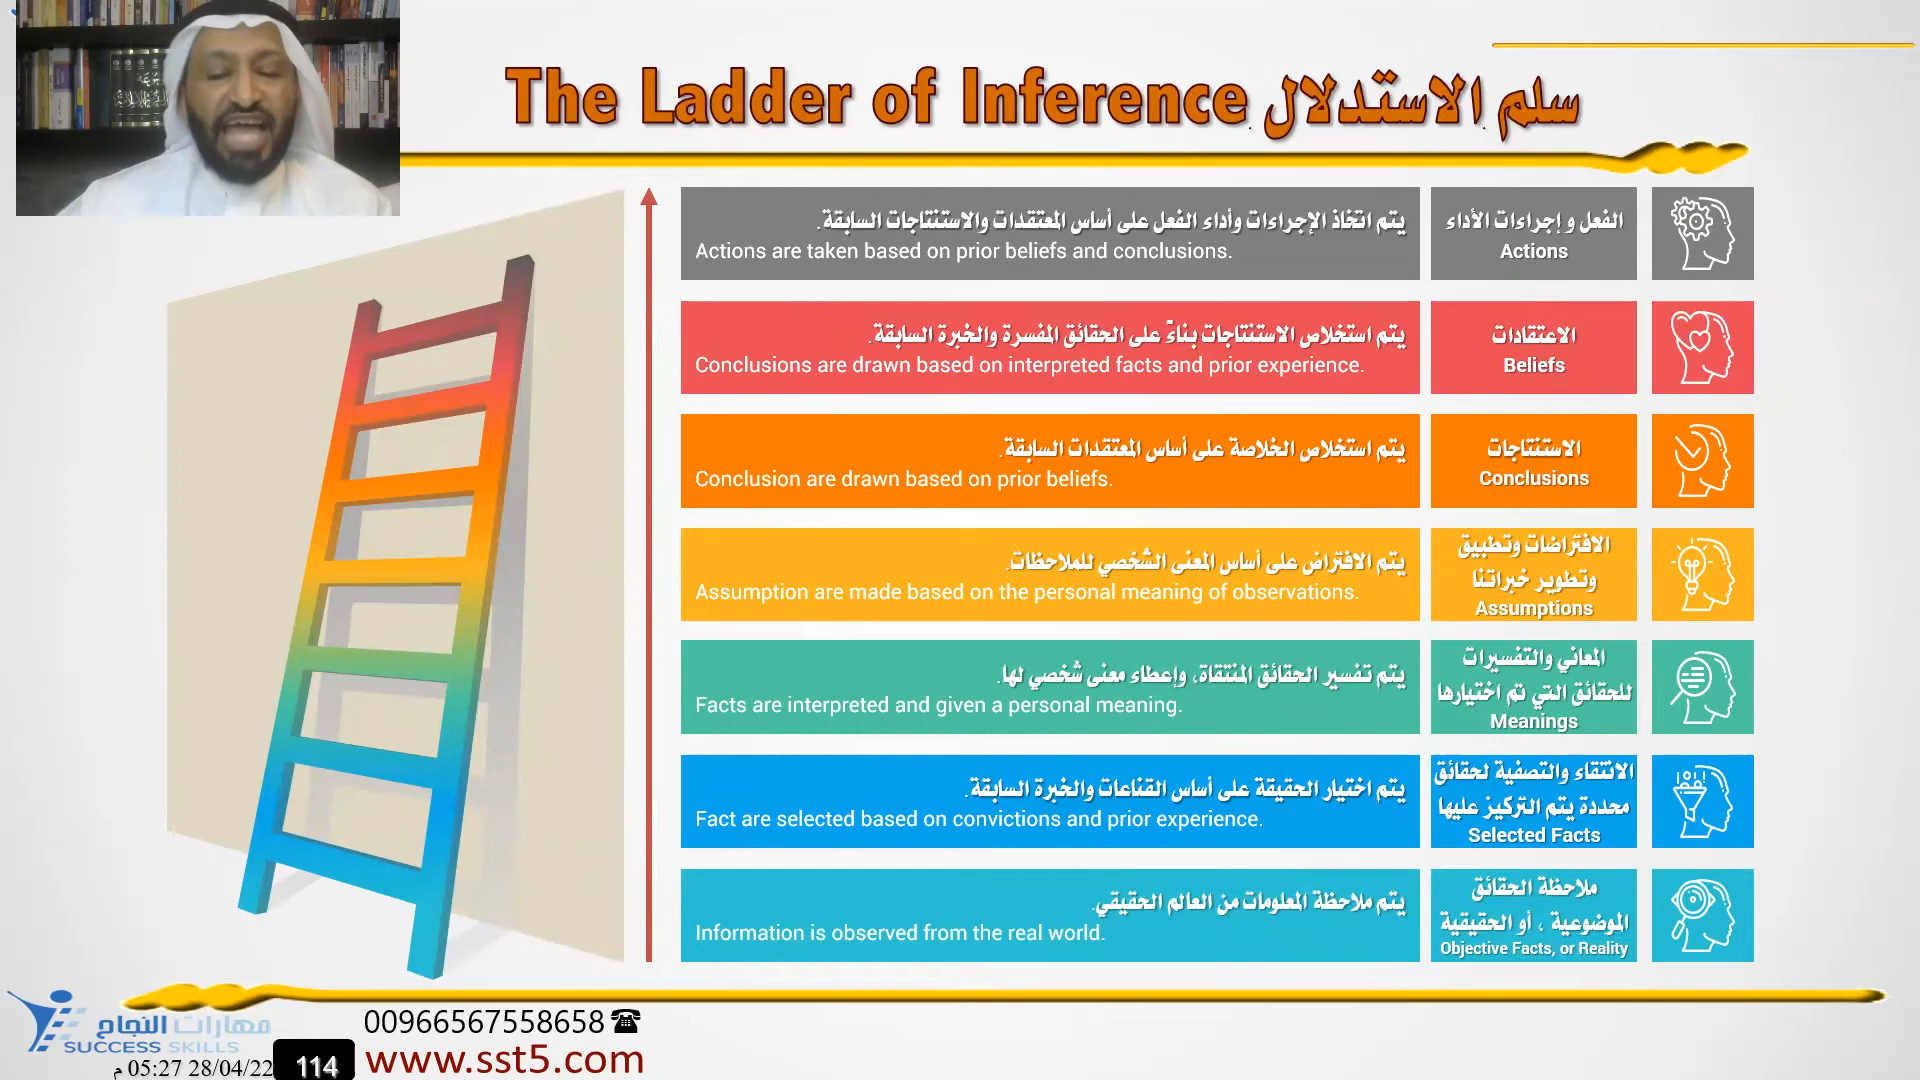 The Ladder of Inference سلم الاستدلال
الفعل و إجراءات الأداء
Actions
يتم اتخاذ الإجراءات وأداء الفعل على أساس المعتقدات والاستنتاجات السابقة.
Actions are taken based on prior beliefs and conclusions.
الاعتقادات
Beliefs
يتم استخلاص الاستنتاجات بناءً على الحقائق المفسرة والخبرة السابقة.
Conclusions are drawn based on interpreted facts and prior experience.
الاستنتاجات
Conclusions
يتم استخلاص الخلاصة على أساس المعتقدات السابقة.
Conclusion are drawn based on prior beliefs.
الافتراضات وتطبيق
وتطوير خبراتنا
Assumptions
يتم الافتراض على أساس المعنى الشخصي للملاحظات.
Assumption are made based on the personal meaning of observations.
المعاني والتفسيرات
للحقائق التي تم اختيارها
Meanings
يتم تفسير الحقائق المنتقاة، وإعطاء معنى شخصي لها.
Facts are interpreted and given a personal meaning.
الانتقاء والتصفية لحقائق
محددة يتم التركيز عليها
Selected Facts
يتم اختيار الحقيقة على أساس القناعات والخبرة السابقة.
Fact are selected based on convictions and prior experience.
ملاحظة الحقائق
الموضوعية ، أو الحقيقية
Objective Facts, or Reality
يتم ملاحظة المعلومات من العالم الحقيقي.
Information is observed from the real world.
مهارات النجاح
SUCCESS SKILLS
00966567558658
www.sst5.com
05:27 28/04/22 م
114